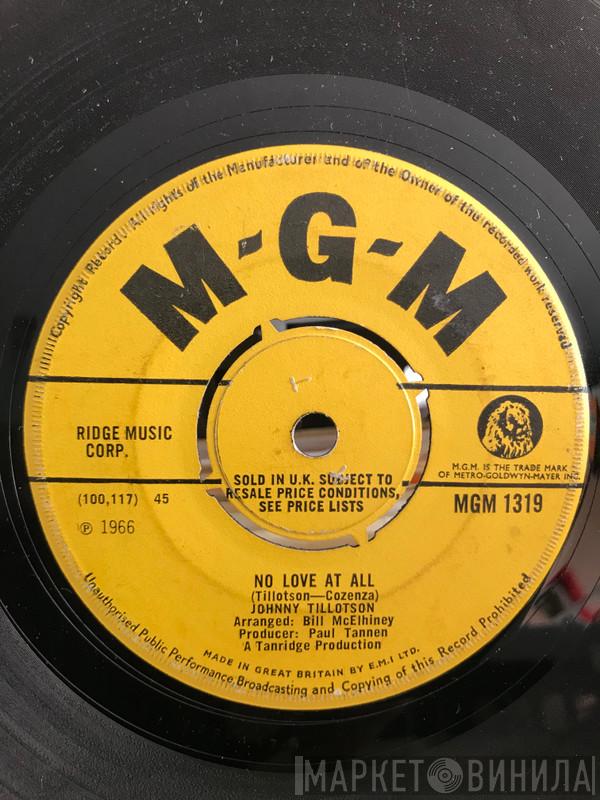 Copyright Record / All rights of the Manufacturer and of the Owner of the recorded work reserved
M-G-M
RIDGE MUSIC
CORP.
M.G.M. IS THE TRADE MARK
OF METRO-GOLDWYN-MAYER INC.
SOLD IN U.K. SUBJECT TO
RESALE PRICE CONDITIONS,
SEE PRICE LISTS
(100,117) 45
MGM 1319
℗ 1966
NO LOVE AT ALL
(Tillotson—Cozenza)
JOHNNY TILLOTSON
Arranged: Bill McElhiney
Producer: Paul Tannen
A Tanridge Production
MADE IN GREAT BRITAIN BY E.M.I LTD.
Unauthorised Public Performance, Broadcasting and Copying of this Record Prohibited
МАРКЕТ ВИНИЛА